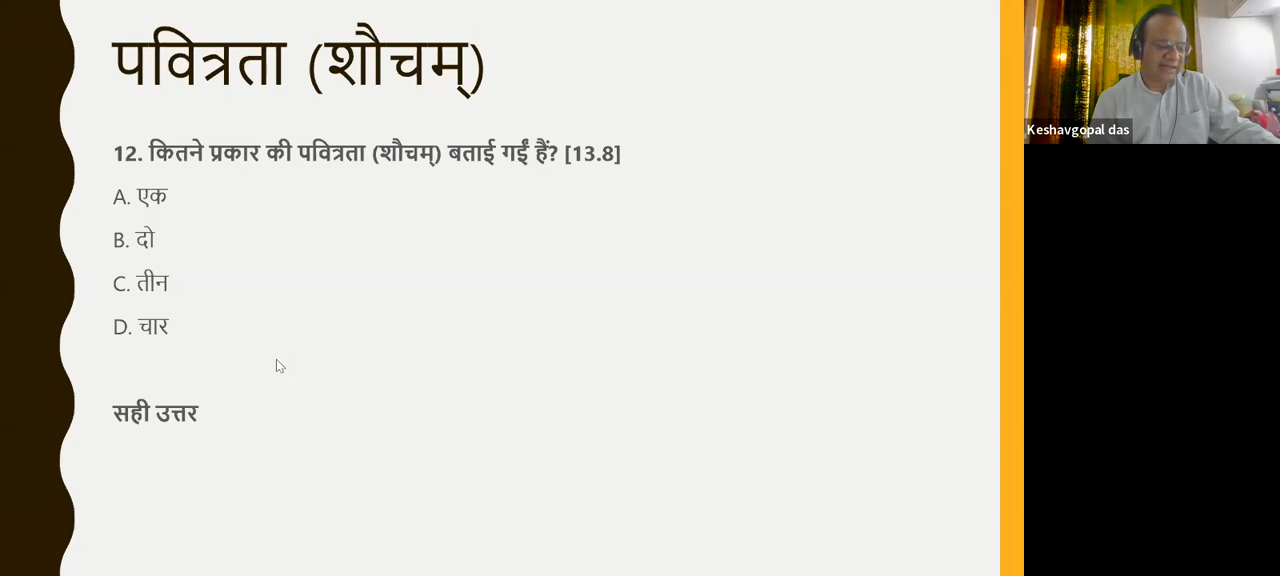 पवित्रता (शौचम्)
12. कितने प्रकार की पवित्रता (शौचम्) बताई गईं हैं? [13.8]
A. एक
B. दो
C. तीन
D. चार
सही उत्तर
Keshavgopal das